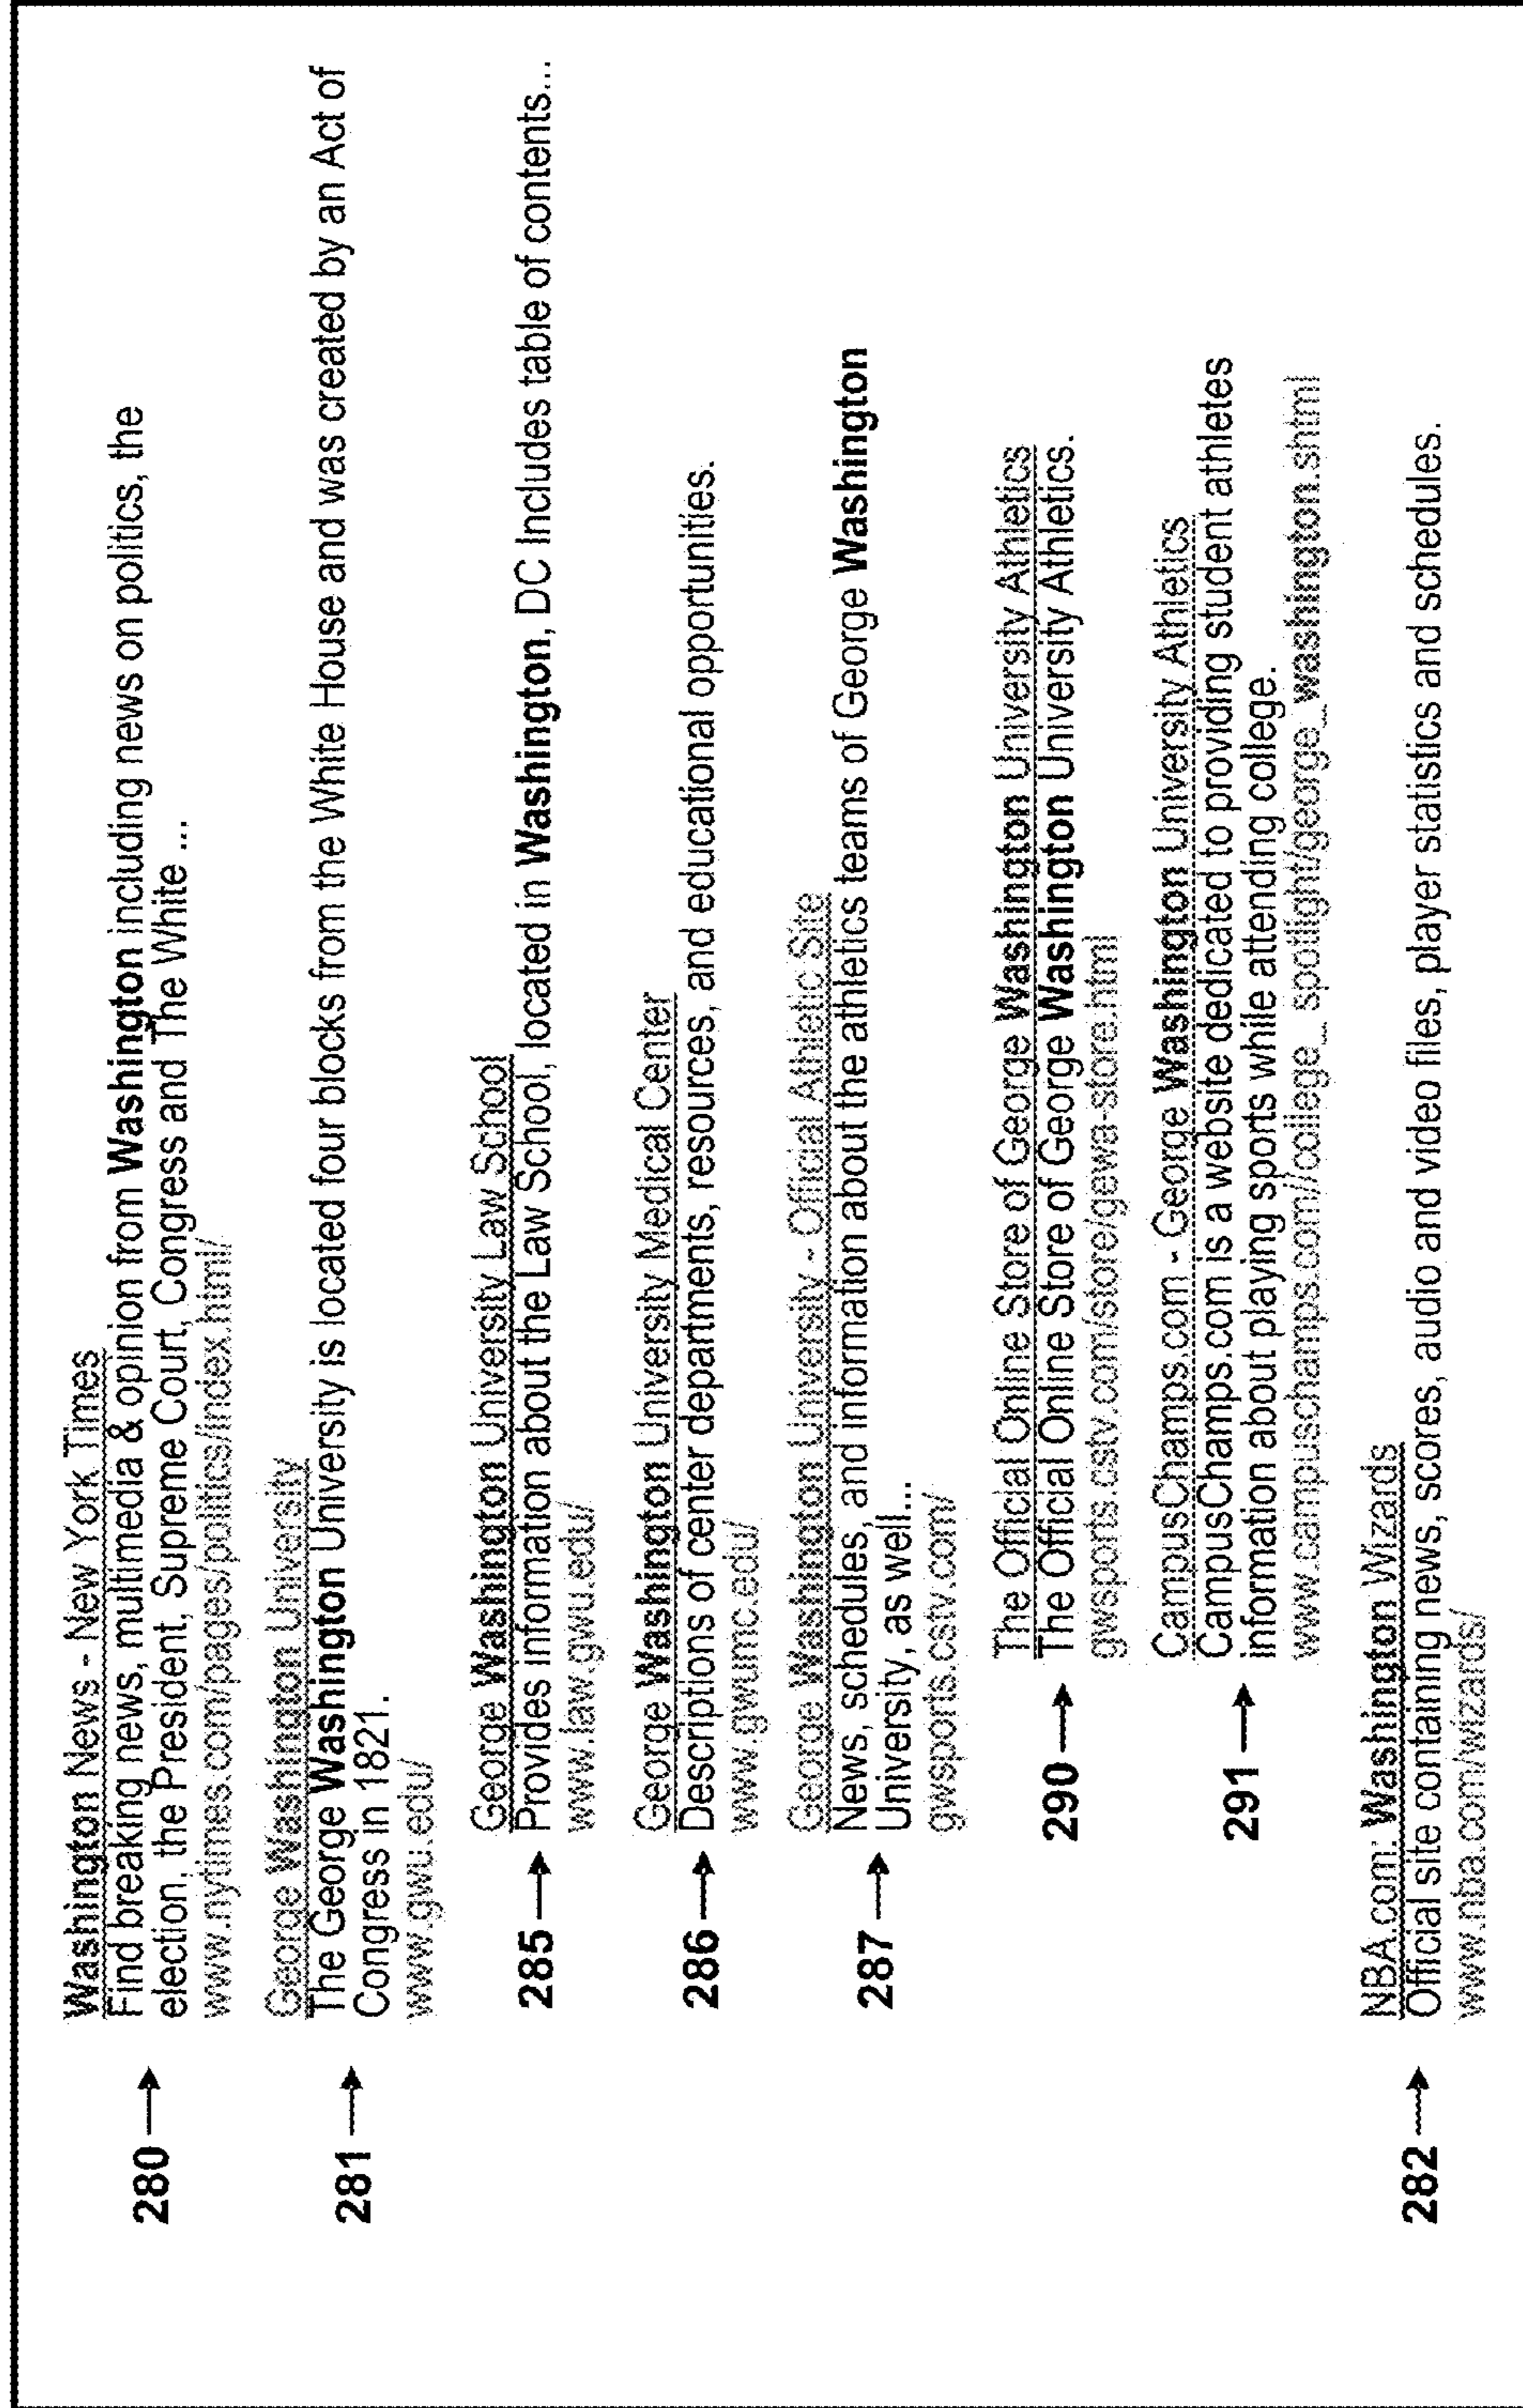 Washington News - New York Times
Find breaking news, multimedia & opinion from Washington including news on politics, the
election, the President, Supreme Court, Congress and The White ...
www.nytimes.com/pages/politics/index.html/
280
George Washington University
The George Washington University is located four blocks from the White House and was created by an Act of
Congress in 1821.
www.gwu.edu/
281
George Washington University Law School
Provides information about the Law School, located in Washington, DC Includes table of contents...
www.law.gwu.edu/
285
George Washington University Medical Center
Descriptions of center departments, resources, and educational opportunities.
www.gwumc.edu/
286
George Washington University - Official Athletic Site
News, schedules, and information about the athletics teams of George Washington
University, as well...
gwsports.cstv.com/
287
The Official Online Store of George Washington University Athletics
The Official Online Store of George Washington University Athletics.
gwsports.cstv.com/store/gewa-store.html
290
CampusChamps.com - George Washington University Athletics
CampusChamps.com is a website dedicated to providing student athletes
information about playing sports while attending college.
www.campuschamps.com//college_ spotlight/george_washington.shtml
291
NBA.com: Washington Wizards
Official site containing news, scores, audio and video files, player statistics and schedules.
www.nba.com/wizards/
282